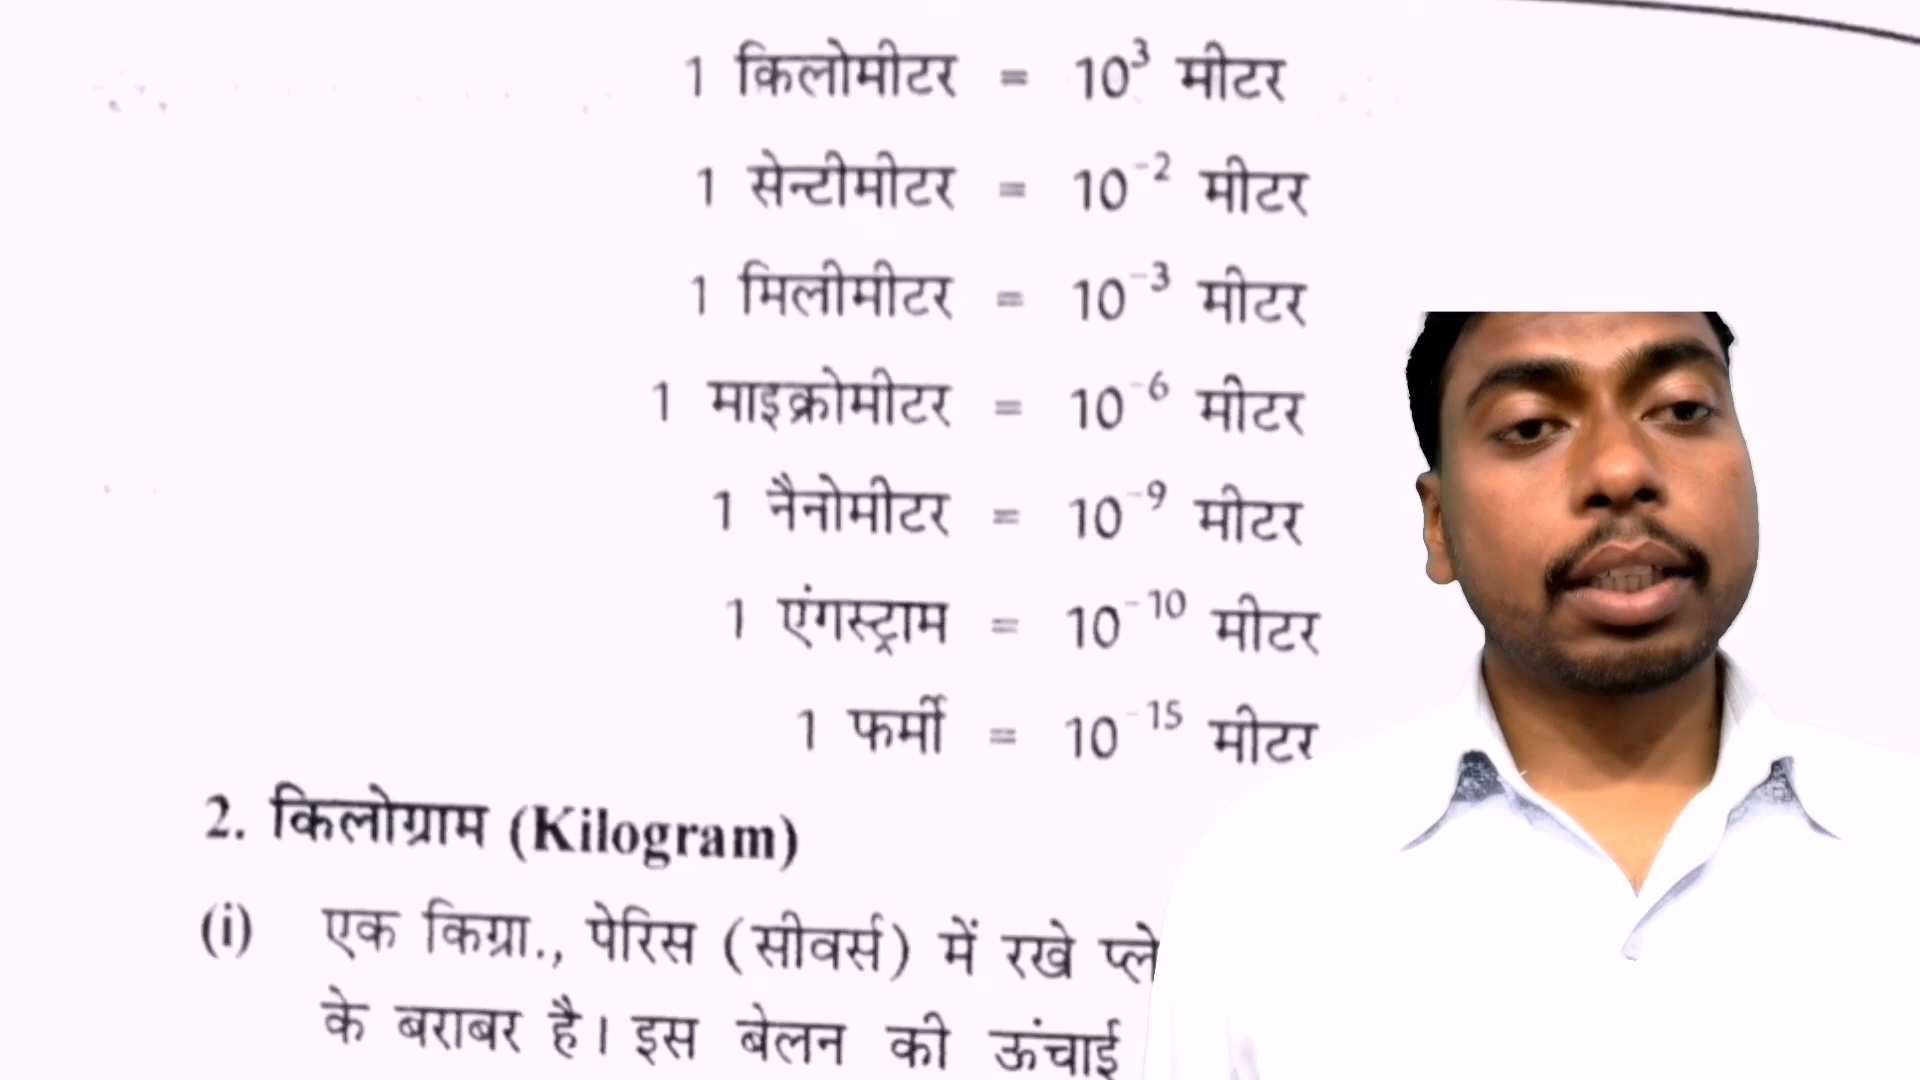 1 किलोमीटर = 10³ मीटर
1 सेन्टीमीटर = 10⁻² मीटर
1 मिलीमीटर = 10⁻³ मीटर
1 माइक्रोमीटर = 10⁻⁶ मीटर
1 नैनोमीटर = 10⁻⁹ मीटर
1 एंगस्ट्राम = 10⁻¹⁰ मीटर
1 फर्मी = 10⁻¹⁵ मीटर
2. किलोग्राम (Kilogram)
(i) एक किग्रा., पेरिस (सीवर्स) में रखे
के बराबर है। इस बेलन की ऊंचाई